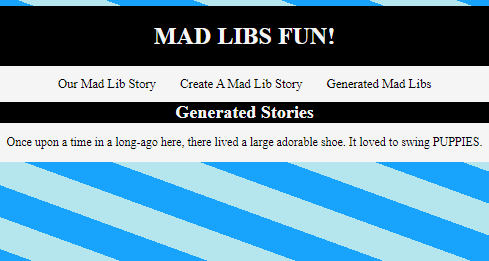 MAD LIBS FUN!
Our Mad Lib Story Create A Mad Lib Story Generated Mad Libs
Generated Stories
Once upon a time in a long-ago here, there lived a large adorable shoe. It loved to swing PUPPIES.